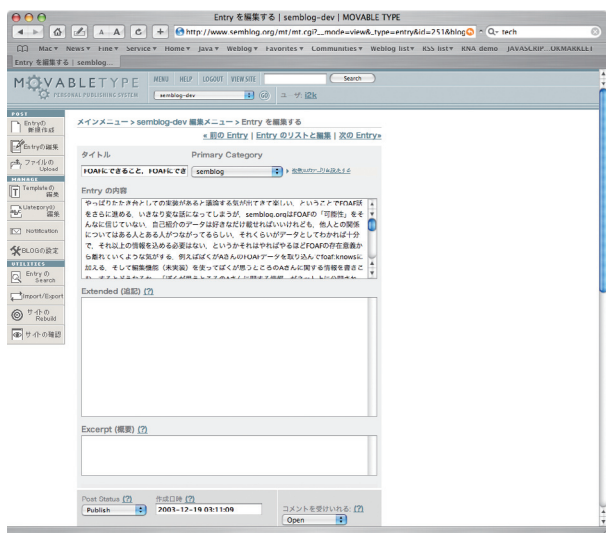 Entry を編集する | semblog-dev | MOVABLE TYPE
A A C +
http://www.semblog.org/mt/mt.cgi?__mode=view&_type=entry&id=251&blog
Q- tech
Mac▼ News▼ Fine▼ Service▼ Home▼ Java▼ Weblog▼ Favorites▼ Communities▼ Weblog list▼ RSS list▼ KNA demo JAVASCRIP…OKMARKLET
Entry を編集する | semblog…
MOVABLETYPE
PERSONAL PUBLISHING SYSTEM
MENU HELP LOGOUT VIEW SITE
Search
semblog-dev
GO
ユーザ: i2k
POST
Entryの
新規作成
Entryの編集
ファイルの
Upload
MANAGE
Templateの
編集
Categoryの
編集
Notification
BLOGの設定
UTILITIES
Entry の
Search
Import/Export
サイトの
Rebuild
サイトの確認
メインメニュー > semblog-dev 編集メニュー > Entry を編集する
« 前の Entry | Entry のリストと編集 | 次の Entry»
タイトル
Primary Category
FOAFにできること、FOAFにでき
semblog
Entry の内容
やっぱりたたき台としての実装があると議論する気が出てきて楽しい、ということでFOAF話
をさらに進める、いきなり変な話になってしまうが、semblog.orgはFOAFの「可能性」をそ
んなに信じていない、自己紹介のデータは好きなだけ載せればいいけれども、他人との関係
についてはある人とある人がつながってるらしい、それくらいがデータとしてわかれば十分
で、それ以上の情報を込める必要はない、というかそれはやればやるほどFOAFの存在意義か
ら離れていくような気がする、例えばぼくがAさんのFOAFデータを取り込んでfoaf:knowsに
加える、そして編集機能（未実装）を使ってぼくが思うところのAさんに関する情報を書きこ
Extended (追記) (?)
Excerpt (概要) (?)
Post Status (?)
作成日時 (?)
Publish
2003-12-19 03:11:09
コメントを受けいれる: (?)
Open